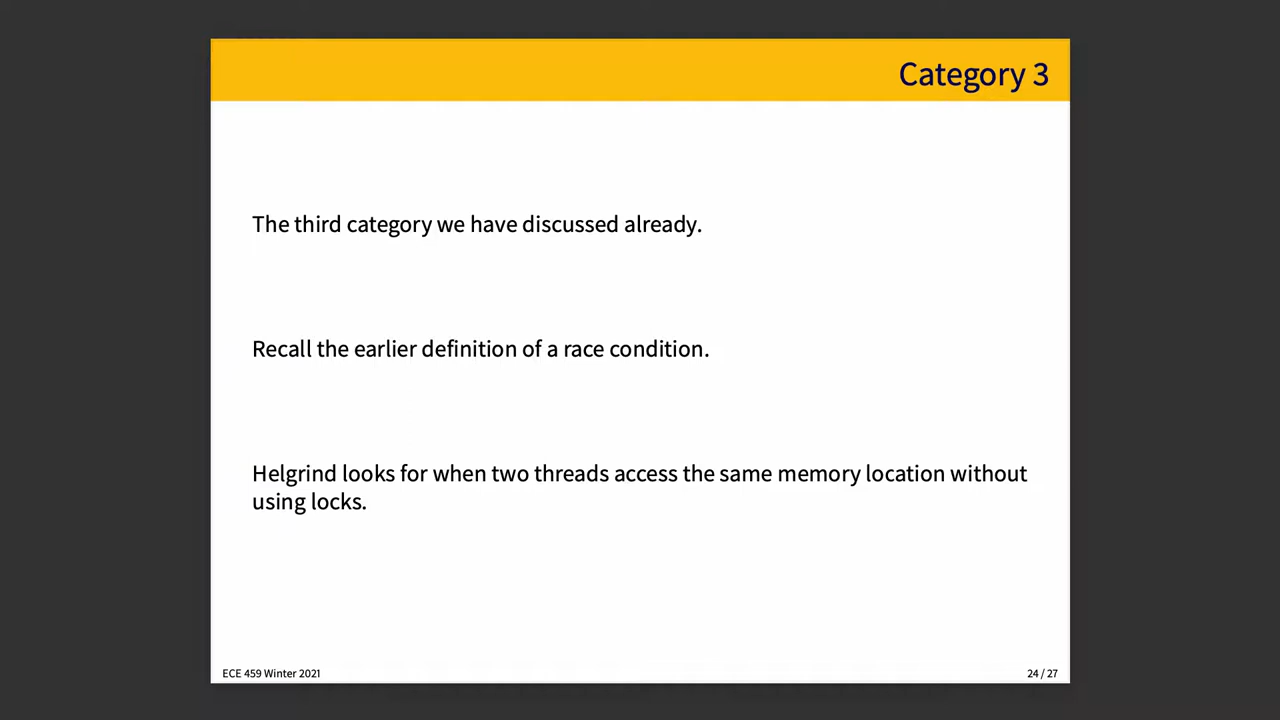 Category 3
The third category we have discussed already.
Recall the earlier definition of a race condition.
Helgrind looks for when two threads access the same memory location without
using locks.
ECE 459 Winter 2021
24 / 27